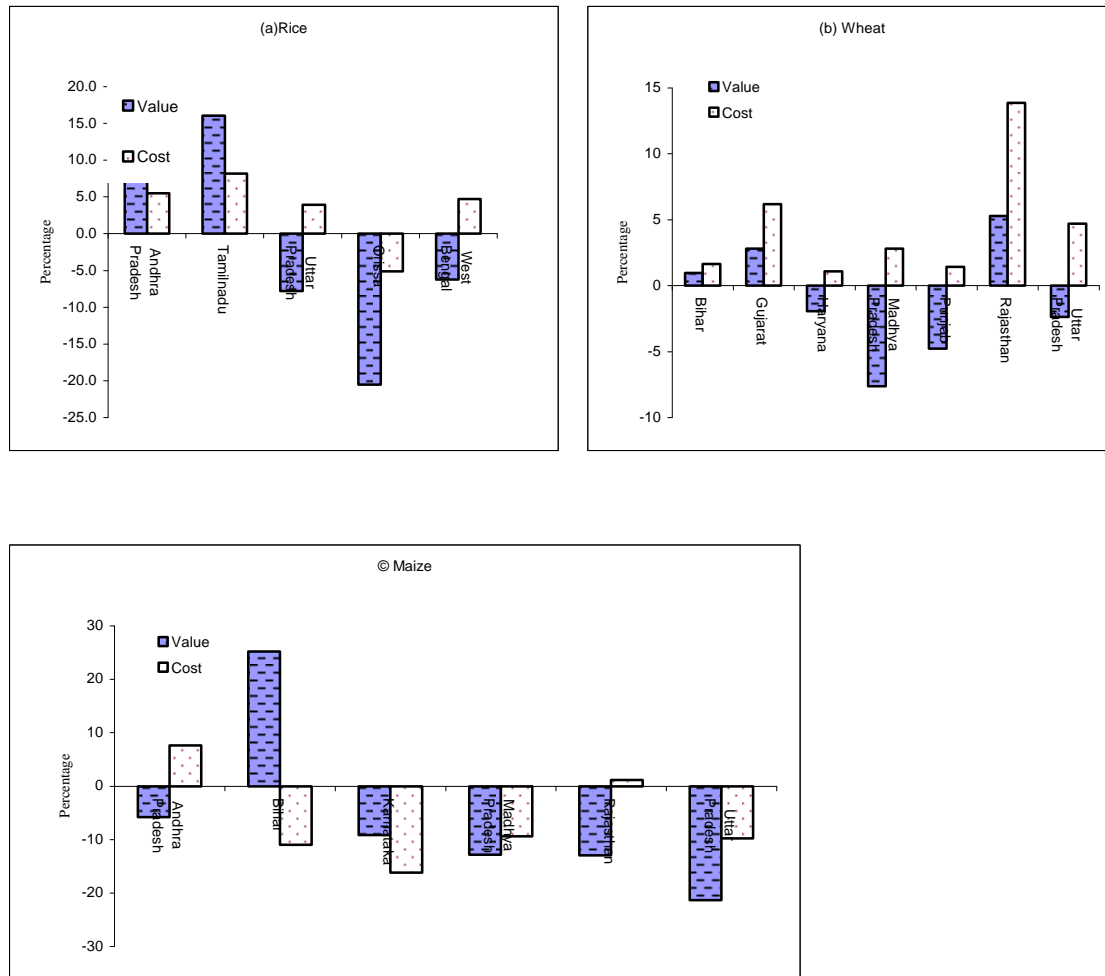 (a)Rice
20.0
15.0
10.0
5.0
0.0
-5.0
-10.0
-15.0
-20.0
-25.0
Percentage
Value
Cost
Andhra
Pradesh
Tamilnadu
Uttar
Pradesh
Orissa
West
Bengal
(b) Wheat
15
10
5
0
-5
-10
Percentage
Value
Cost
Bihar
Gujarat
Haryana
Madhya
Pradesh
Punjab
Rajasthan
Uttar
Pradesh
© Maize
30
20
10
0
-10
-20
-30
Percentage
Value
Cost
Andhra
Pradesh
Bihar
Karnataka
Madhya
Pradesh
Rajasthan
Uttar
Pradesh